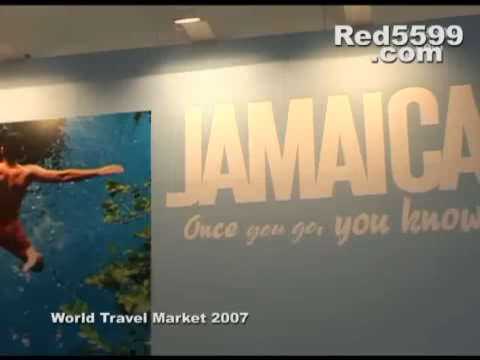 Red5599
.com
JAMAICA
Once you go, you know
World Travel Market 2007